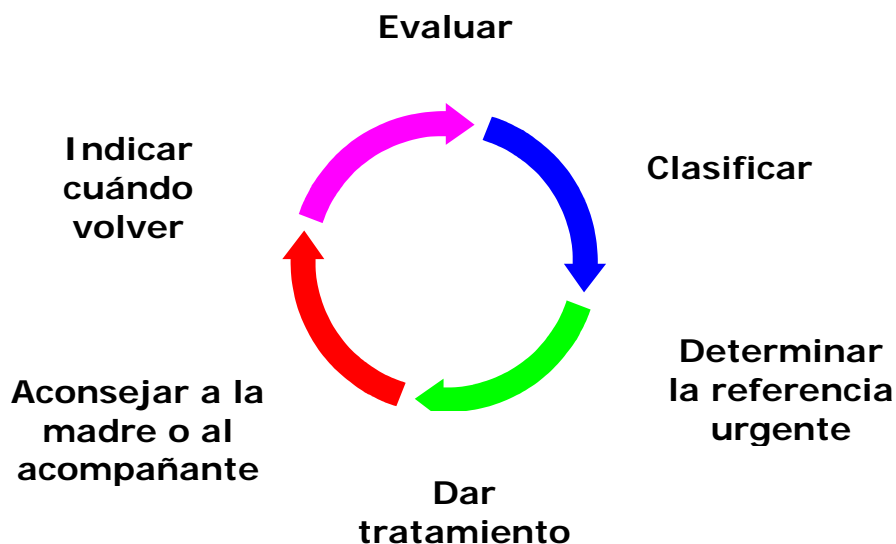 Evaluar
Clasificar
Determinar
la referencia
urgente
Dar
tratamiento
Aconsejar a la
madre o al
acompañante
Indicar
cuándo
volver